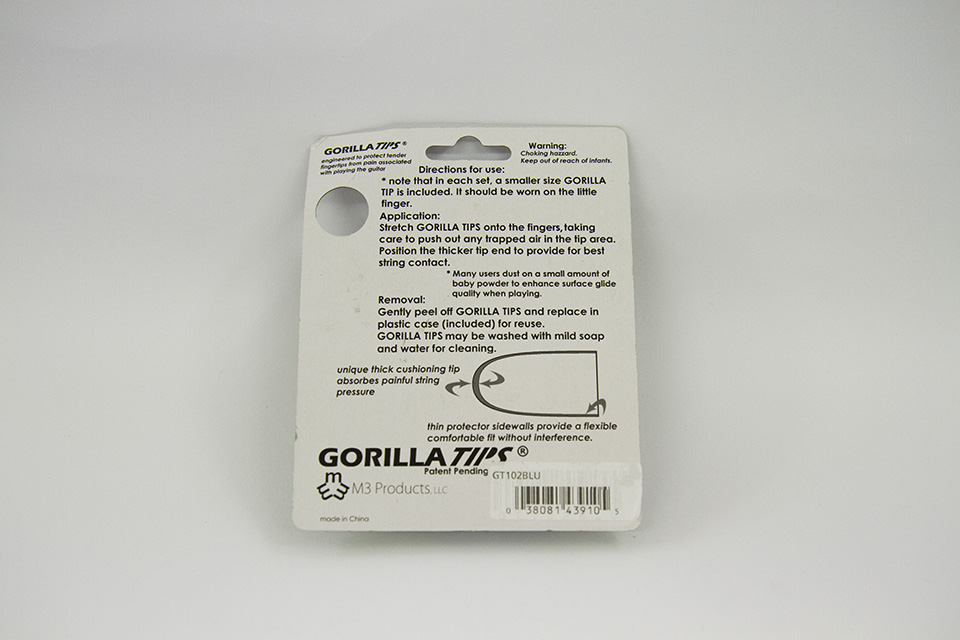 GORILLA TIPS®
engineered to protect tender
fingertips from pain associated
with playing the guitar
Warning:
Choking hazzard.
Keep out of reach of infants.
Directions for use:
* note that in each set, a smaller size GORILLA
TIP is included. It should be worn on the little
finger.
Application:
Stretch GORILLA TIPS onto the fingers,taking
care to push out any trapped air in the tip area.
Position the thicker tip end to provide for best
string contact.
* Many users dust on a small amount of
baby powder to enhance surface glide
quality when playing.
Removal:
Gently peel off GORILLA TIPS and replace in
plastic case (included) for reuse.
GORILLA TIPS may be washed with mild soap
and water for cleaning.
unique thick cushioning tip
absorbes painful string
pressure
thin protector sidewalls provide a flexible
comfortable fit without interference.
GORILLA TIPS®
Patent Pending
M3 Products, LLC
GT102BLU
0 38081 43910 5
made in China